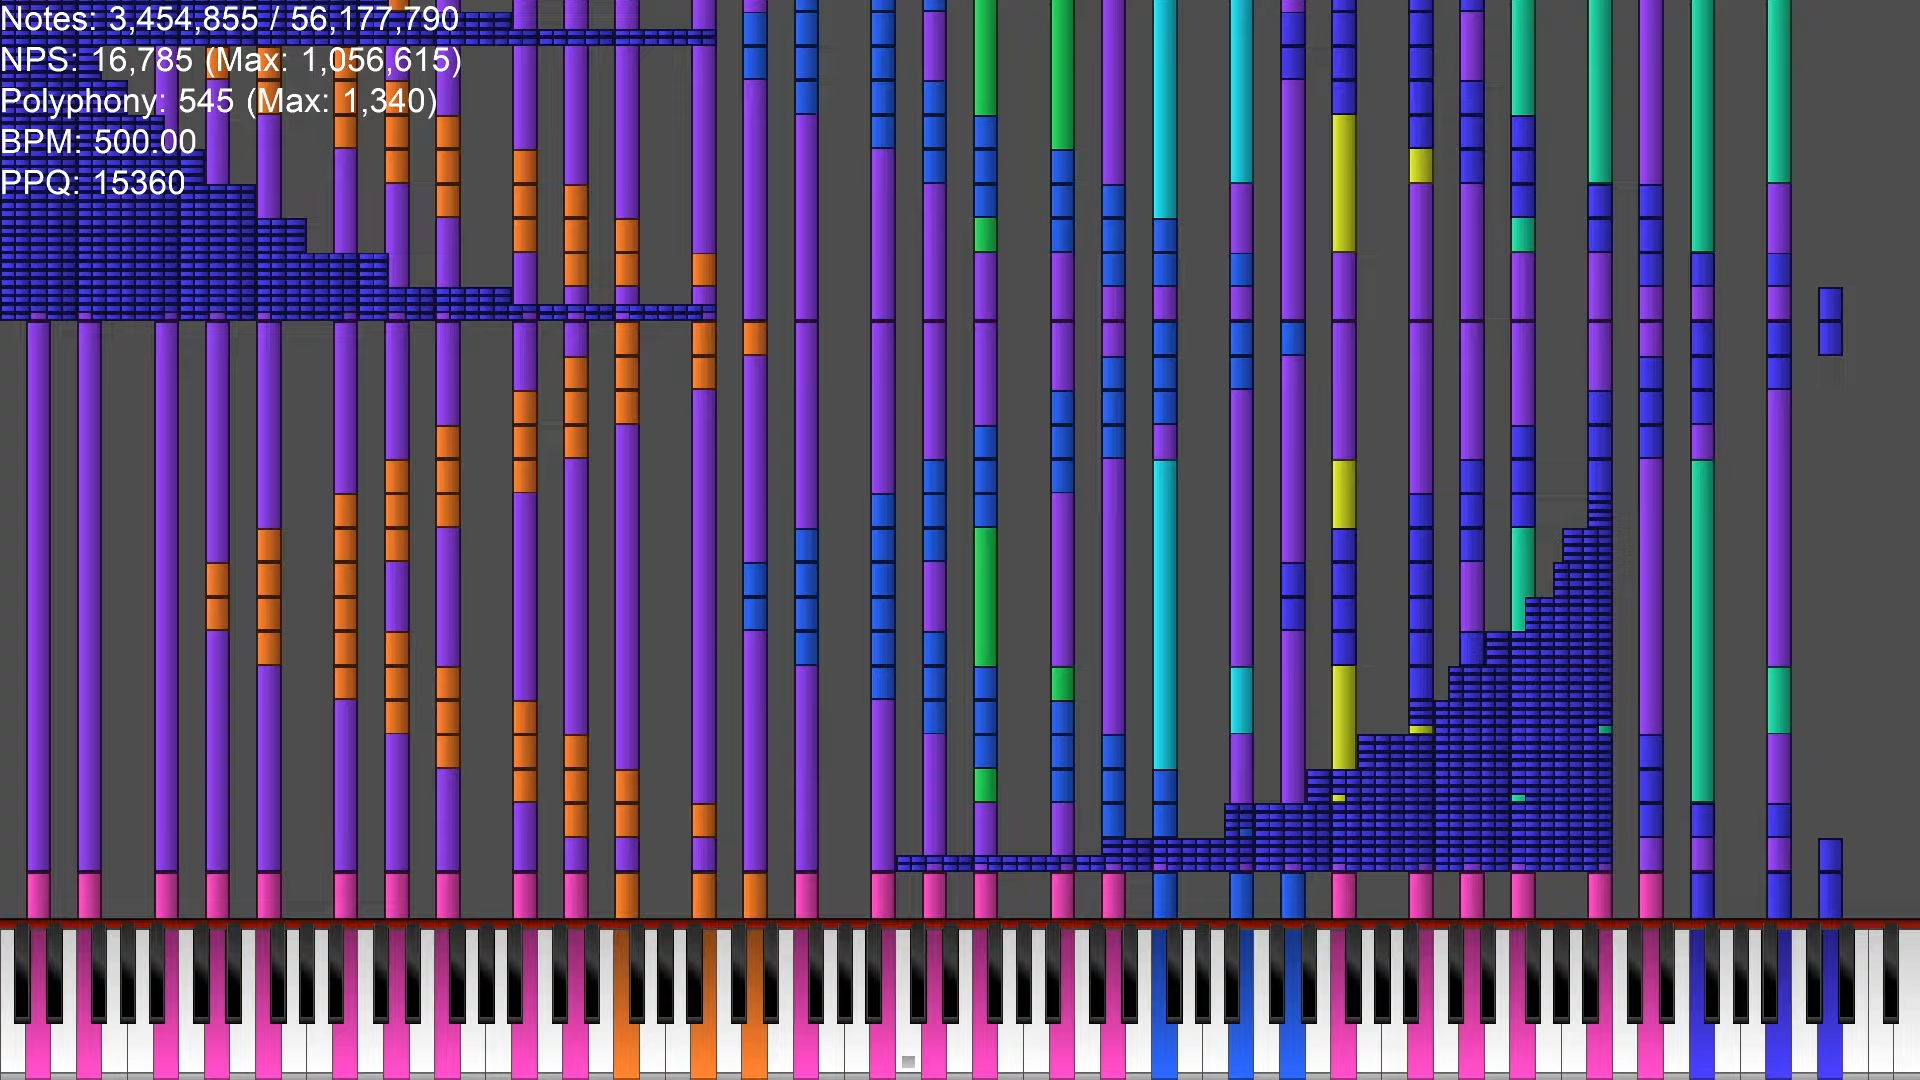 Notes: 3,454,855 / 56,177,790
NPS: 16,785 (Max: 1,056,615)
Polyphony: 545 (Max: 1,340)
BPM: 500.00
PPQ: 15360